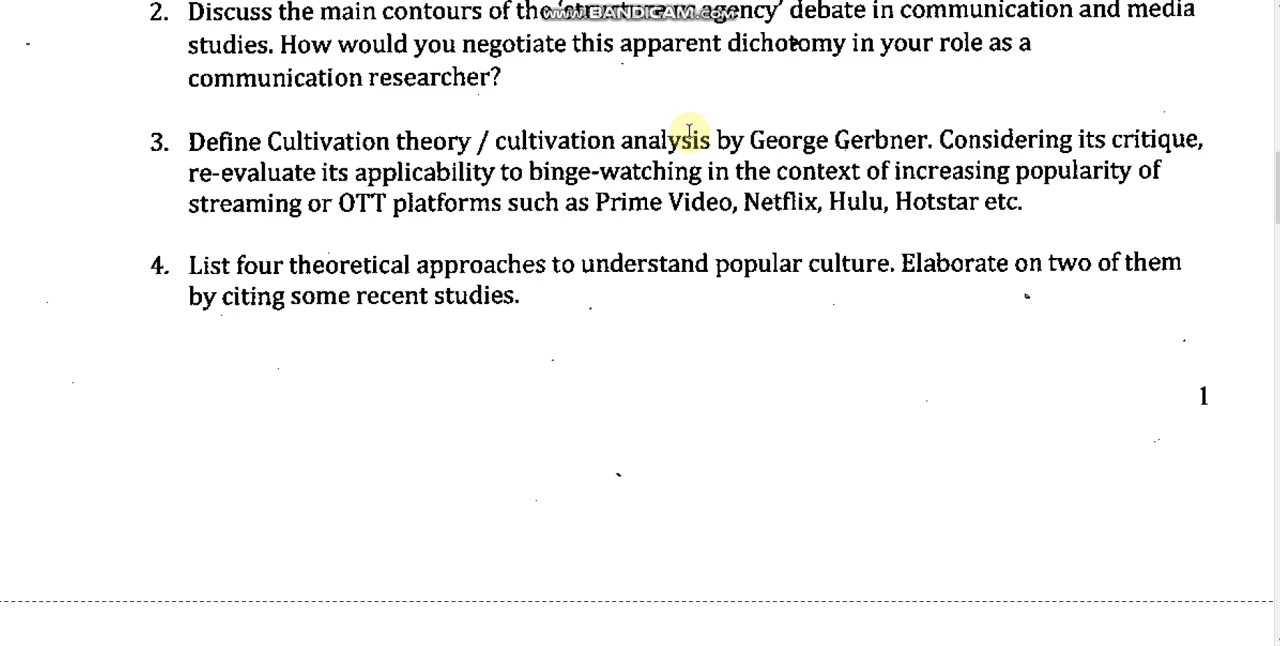 2. Discuss the main contours of the agency' debate in communication and media
www.BANDICAM.com
studies. How would you negotiate this apparent dichotomy in your role as a
communication researcher?
3. Define Cultivation theory / cultivation analysis by George Gerbner. Considering its critique,
re-evaluate its applicability to binge-watching in the context of increasing popularity of
streaming or OTT platforms such as Prime Video, Netflix, Hulu, Hotstar etc.
4. List four theoretical approaches to understand popular culture. Elaborate on two of them
by citing some recent studies.
1